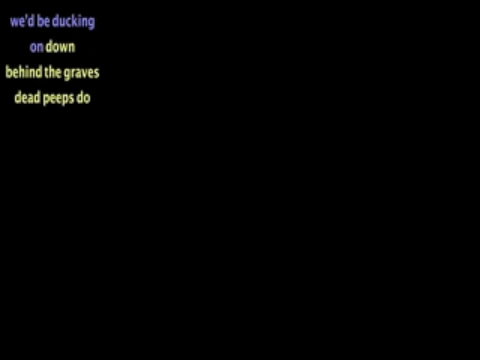 we'd be ducking
on down
behind the graves
dead peeps do